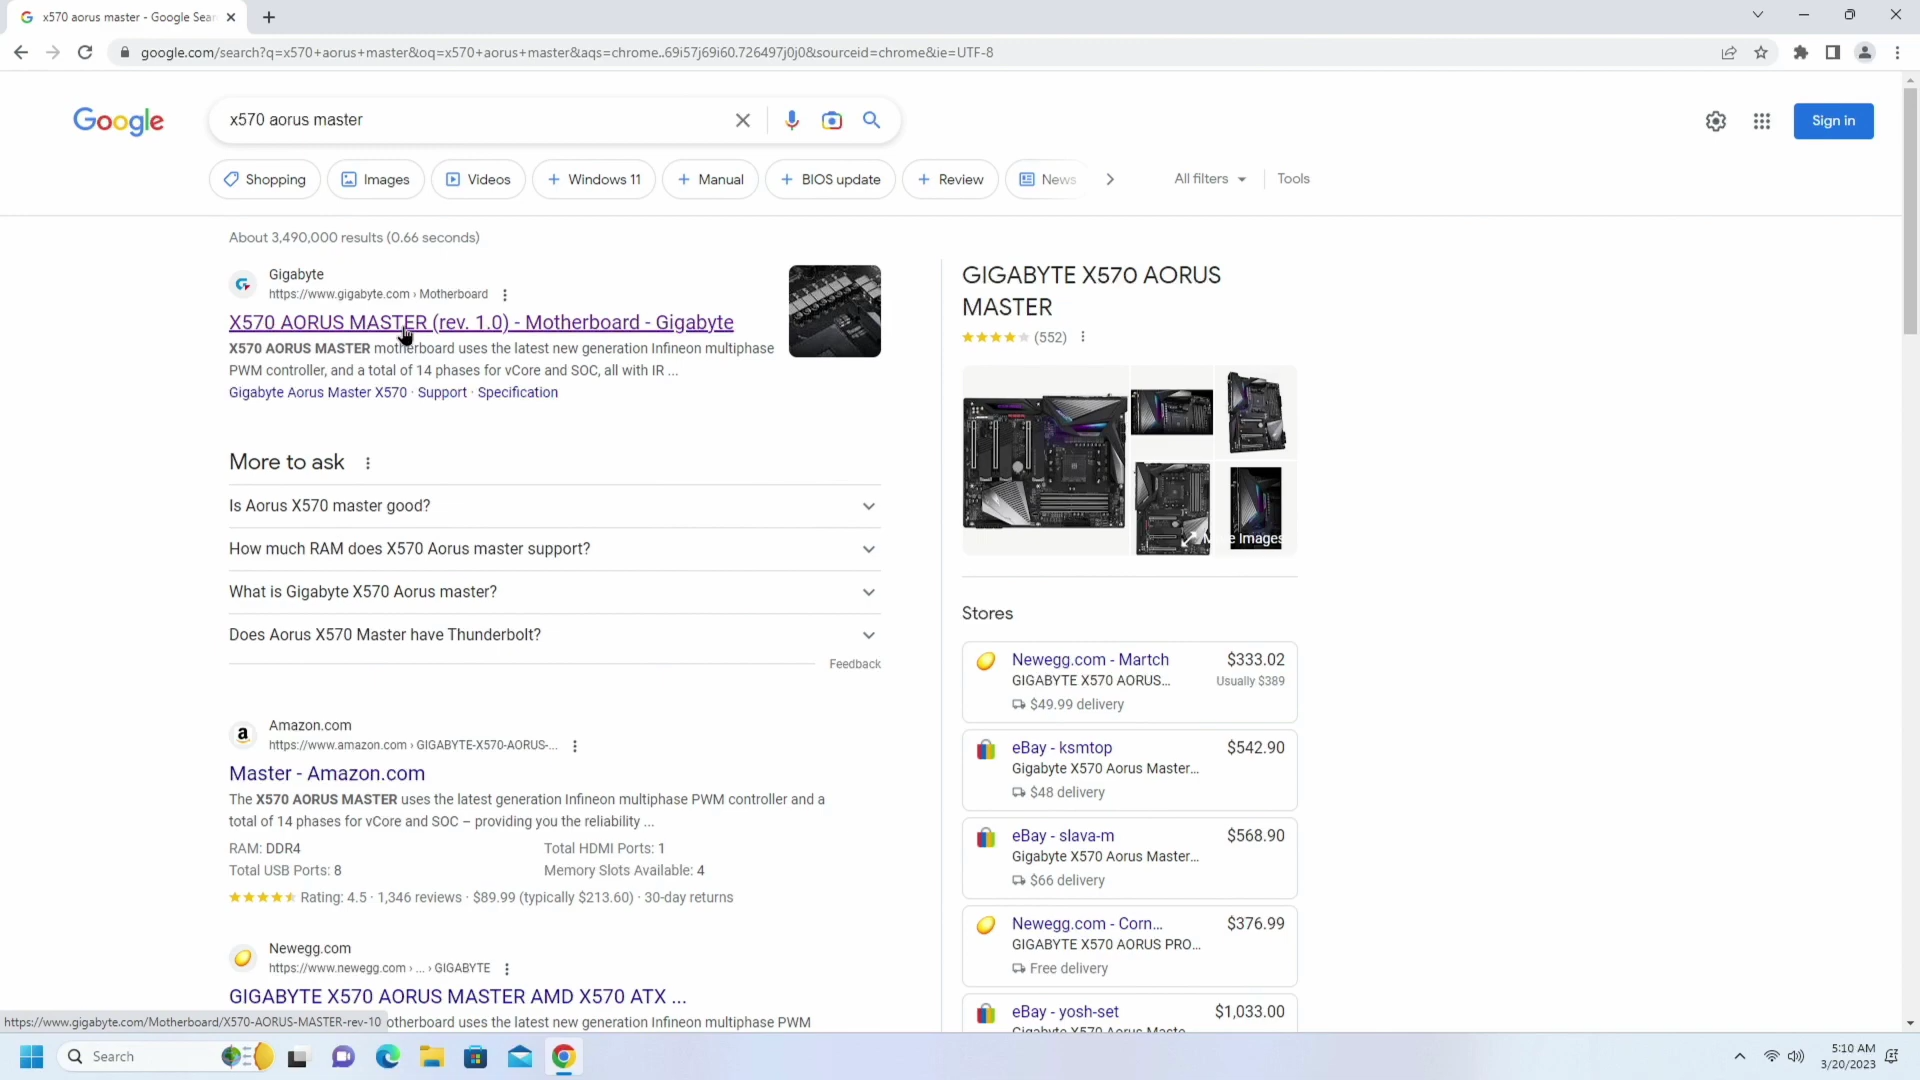 x570 aorus master - Google Sear
google.com/search?q=x570+aorus+master&oq=x570+aorus+master&aqs=chrome..69i57j69i60.726497j0j0&sourceid=chrome&ie=UTF-8
Google
x570 aorus master
Sign in
Shopping
Images
Videos
Windows 11
Manual
BIOS update
Review
News
All filters
Tools
About 3,490,000 results (0.66 seconds)
Gigabyte
https://www.gigabyte.com › Motherboard
X570 AORUS MASTER (rev. 1.0) - Motherboard - Gigabyte
X570 AORUS MASTER motherboard uses the latest new generation Infineon multiphase
PWM controller, and a total of 14 phases for vCore and SOC, all with IR ...
Gigabyte Aorus Master X570 · Support · Specification
More to ask
Is Aorus X570 master good?
How much RAM does X570 Aorus master support?
What is Gigabyte X570 Aorus master?
Does Aorus X570 Master have Thunderbolt?
Feedback
Amazon.com
https://www.amazon.com › GIGABYTE-X570-AORUS-...
Master - Amazon.com
The X570 AORUS MASTER uses the latest generation Infineon multiphase PWM controller and a
total of 14 phases for vCore and SOC – providing you the reliability ...
RAM: DDR4
Total HDMI Ports: 1
Total USB Ports: 8
Memory Slots Available: 4
Rating: 4.5 · 1,346 reviews · $89.99 (typically $213.60) · 30-day returns
Newegg.com
https://www.newegg.com › ... › GIGABYTE
GIGABYTE X570 AORUS MASTER AMD X570 ATX ...
otherboard uses the latest new generation Infineon multiphase PWM
https://www.gigabyte.com/Motherboard/X570-AORUS-MASTER-rev-10
GIGABYTE X570 AORUS
MASTER
(552)
Images
Stores
Newegg.com - Martch
$333.02
GIGABYTE X570 AORUS...
Usually $389
$49.99 delivery
eBay - ksmtop
$542.90
Gigabyte X570 Aorus Master...
$48 delivery
eBay - slava-m
$568.90
Gigabyte X570 Aorus Master...
$66 delivery
Newegg.com - Corn...
$376.99
GIGABYTE X570 AORUS PRO...
Free delivery
eBay - yosh-set
$1,033.00
Gigabyte X570 Aorus Maste
Search
5:10 AM
3/20/2023